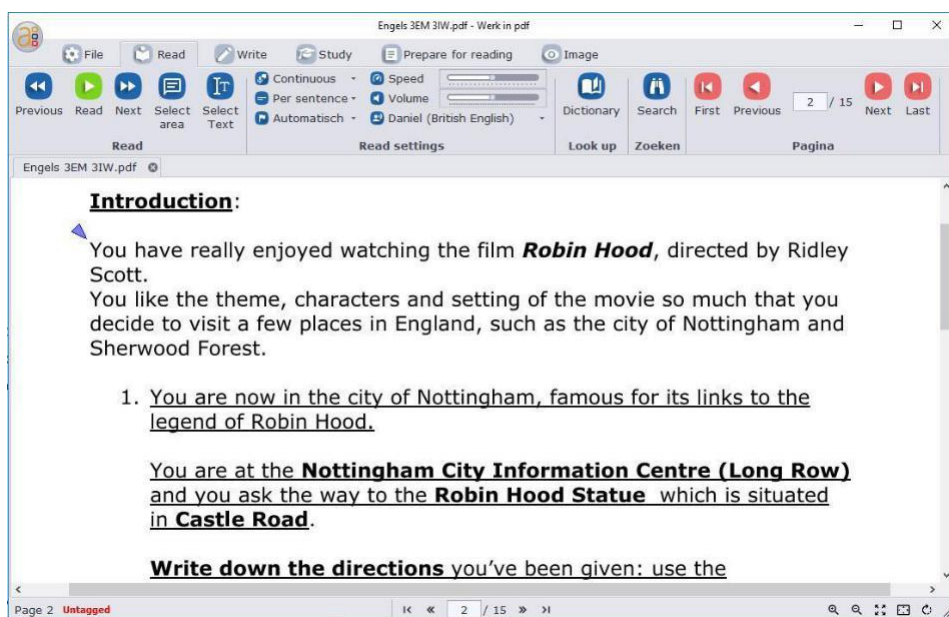 Engels 3EM 3IW.pdf - Werk in pdf
File Read Write Study Prepare for reading Image
Continuous Speed
Per sentence Volume
Automatisch Daniel (British English)
Previous Read Next Select area Select Text
Dictionary Search First Previous 2 / 15 Next Last
Read Read settings Look up Zoeken Pagina
Engels 3EM 3IW.pdf
Introduction:
You have really enjoyed watching the film Robin Hood, directed by Ridley
Scott.
You like the theme, characters and setting of the movie so much that you
decide to visit a few places in England, such as the city of Nottingham and
Sherwood Forest.
1. You are now in the city of Nottingham, famous for its links to the
legend of Robin Hood.
You are at the Nottingham City Information Centre (Long Row)
and you ask the way to the Robin Hood Statue which is situated
in Castle Road.
Write down the directions you've been given: use the
Page 2 Untagged 2 / 15